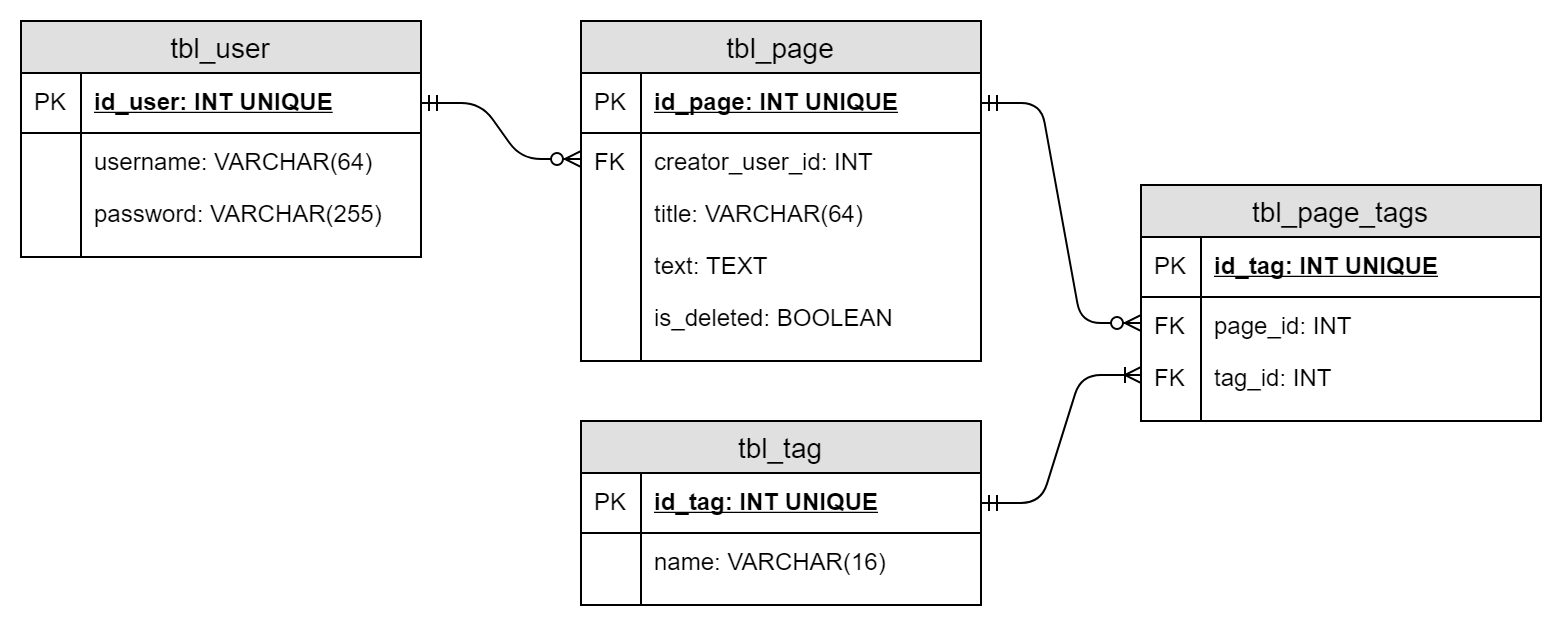 tbl_user
PK id_user: INT UNIQUE
username: VARCHAR(64)
password: VARCHAR(255)
tbl_page
PK id_page: INT UNIQUE
FK creator_user_id: INT
title: VARCHAR(64)
text: TEXT
is_deleted: BOOLEAN
tbl_page_tags
PK id_tag: INT UNIQUE
FK page_id: INT
FK tag_id: INT
tbl_tag
PK id_tag: INT UNIQUE
name: VARCHAR(16)